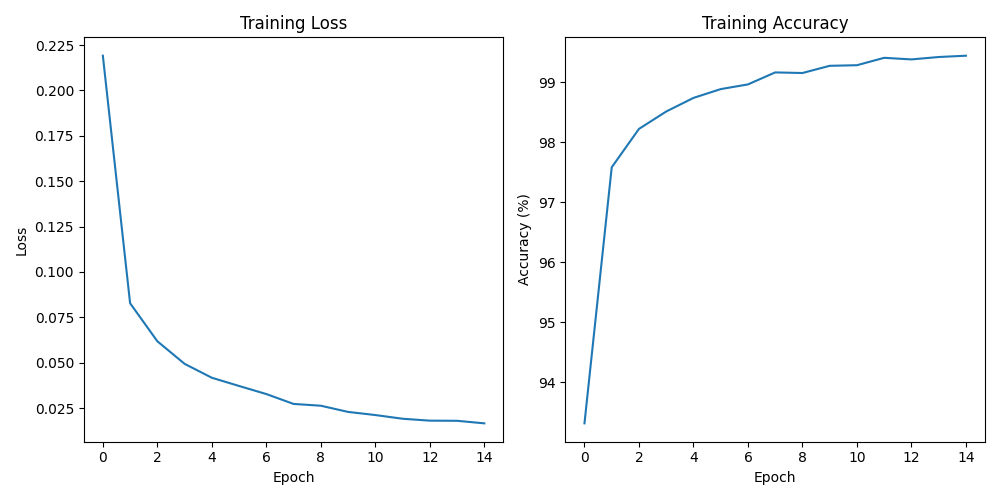 Training Loss
Loss
0.225
0.200
0.175
0.150
0.125
0.100
0.075
0.050
0.025
0 2 4 6 8 10 12 14
Epoch
Training Accuracy
Accuracy (%)
99
98
97
96
95
94
0 2 4 6 8 10 12 14
Epoch